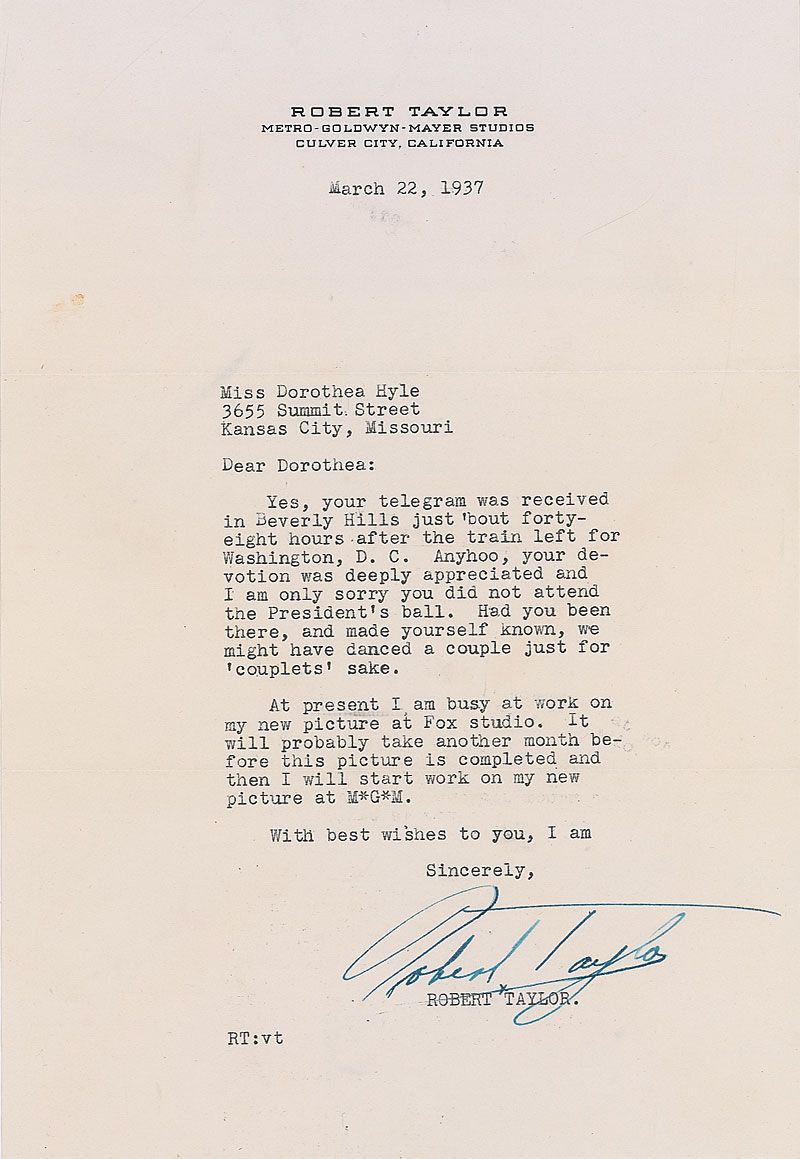 ROBERT TAYLOR
METRO-GOLDWYN-MAYER STUDIOS
CULVER CITY, CALIFORNIA
March 22, 1937
Miss Dorothea Hyle
3655 Summit. Street
Kansas City, Missouri
Dear Dorothea:
Yes, your telegram was received
in Beverly Hills just 'bout forty-
eight hours after the train left for
Washington, D. C. Anyhoo, your de-
votion was deeply appreciated and
I am only sorry you did not attend
the President's ball. Had you been
there, and made yourself known, we
might have danced a couple just for
'couplets' sake.
At present I am busy at work on
my new picture at Fox studio. It
will probably take another month be-
fore this picture is completed and
then I will start work on my new
picture at M*G*M.
With best wishes to you, I am
Sincerely,
Robert Taylor
ROBERT TAYLOR.
RT:vt